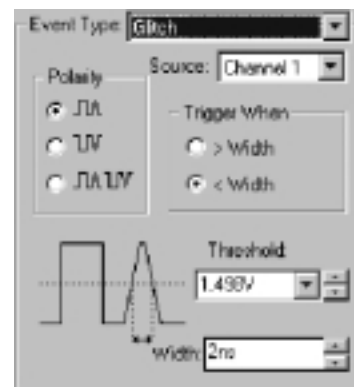 Event Type: Glitch
Source: Channel 1
Polarity
Trigger When
> Width
< Width
Threshold:
1.498V
Width: 2ns